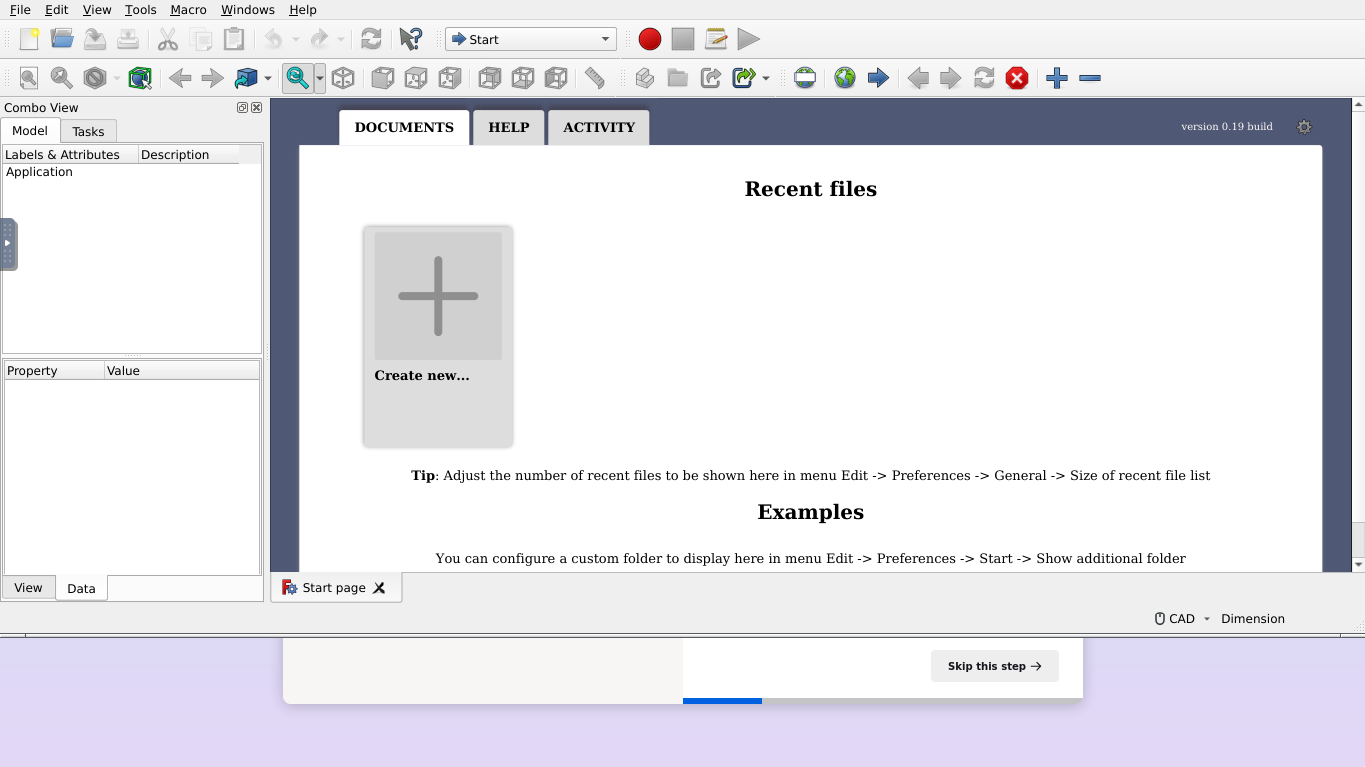 File Edit View Tools Macro Windows Help
Start
Combo View
Model Tasks
Labels & Attributes Description
Application
Property Value
View Data
DOCUMENTS HELP ACTIVITY
version 0.19 build
Recent files
Create new...
Tip: Adjust the number of recent files to be shown here in menu Edit -> Preferences -> General -> Size of recent file list
Examples
You can configure a custom folder to display here in menu Edit -> Preferences -> Start -> Show additional folder
Start page
CAD Dimension
Skip this step